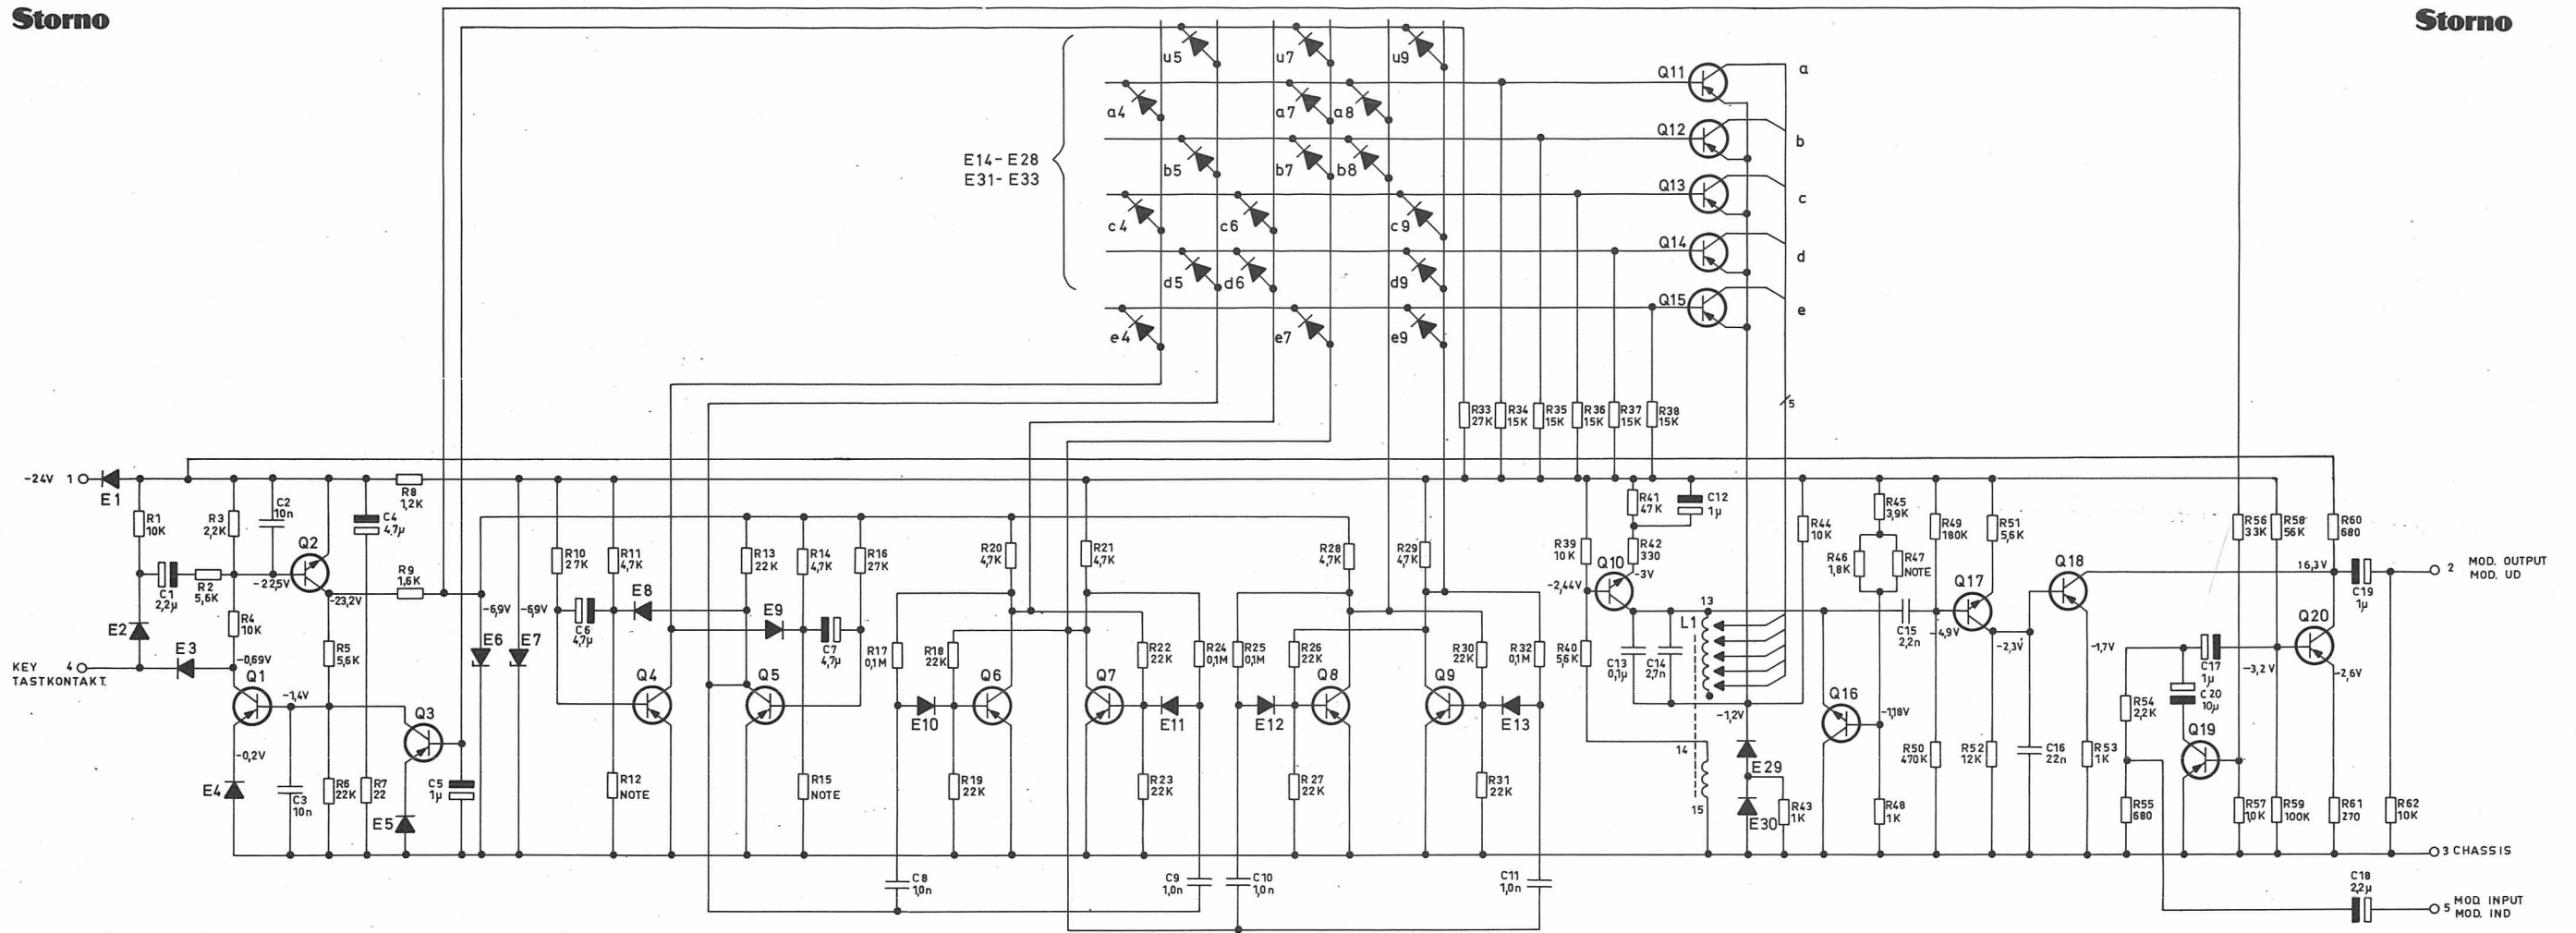 Storno
Storno
u5
u7
u9
Q11
a
a4
a7
a8
Q12
b
b5
b7
b8
E14-E28
E31-E33
Q13
c
c4
c6
c9
Q14
d
d5
d6
d9
Q15
e
e4
e7
e9
R33
27K
R34
15K
R35
15K
R36
15K
R37
15K
R38
15K
5
-24V 1
E1
R8
1,2K
R1
10K
R3
2,2K
C2
10n
C4
4,7µ
Q2
C1
2,2µ
R2
5,6K
-22,5V
R9
1,6K
-23,2V
E2
R4
10K
E3
-0,69V
KEY 4
TASTKONTAKT.
Q1
-1,4V
R5
5,6K
Q3
-0,2V
E4
C3
10n
R6
22K
R7
22
E5
C5
1µ
-6,9V
E6
-6,9V
E7
R10
27K
R11
4,7K
C6
4,7µ
E8
R13
22K
R14
4,7K
R16
27K
E9
C7
4,7µ
Q4
Q5
R12
NOTE
R15
NOTE
R17
0,1M
R18
22K
R20
4,7K
R21
4,7K
E10
Q6
Q7
R22
22K
R24
0,1M
E11
R19
22K
R23
22K
C8
1,0n
C9
1,0n
R25
0,1M
R26
22K
R28
4,7K
R29
4,7K
E12
Q8
Q9
R30
22K
R32
0,1M
E13
R27
22K
R31
22K
C10
1,0n
C11
1,0n
R39
10K
R41
47K
C12
1µ
R42
330
Q10
-3V
-2,44V
R40
5,6K
C13
0,1µ
C14
2,7n
13
L1
14
15
-1,2V
E29
E30
R43
1K
R44
10K
R45
3,9K
R46
1,8K
R47
NOTE
Q16
-1,18V
R48
1K
C15
2,2n
R49
180K
R51
5,6K
Q17
-4,9V
-2,3V
R50
470K
R52
12K
C16
22n
Q18
-1,7V
R53
1K
R54
2,2K
R55
680
C17
1µ
C20
10µ
Q19
R56
33K
R58
56K
R60
680
16,3V
C19
1µ
2 MOD. OUTPUT
MOD. UD
Q20
-3,2V
-2,6V
R57
10K
R59
100K
R61
270
R62
10K
3 CHASSIS
C18
2,2µ
5 MOD INPUT
MOD. IND